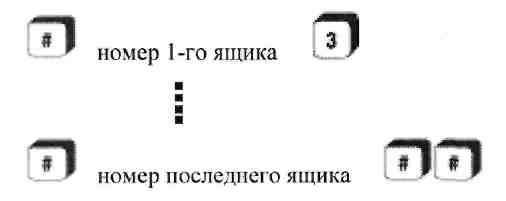 # номер 1-го ящика 3
# номер последнего ящика # #